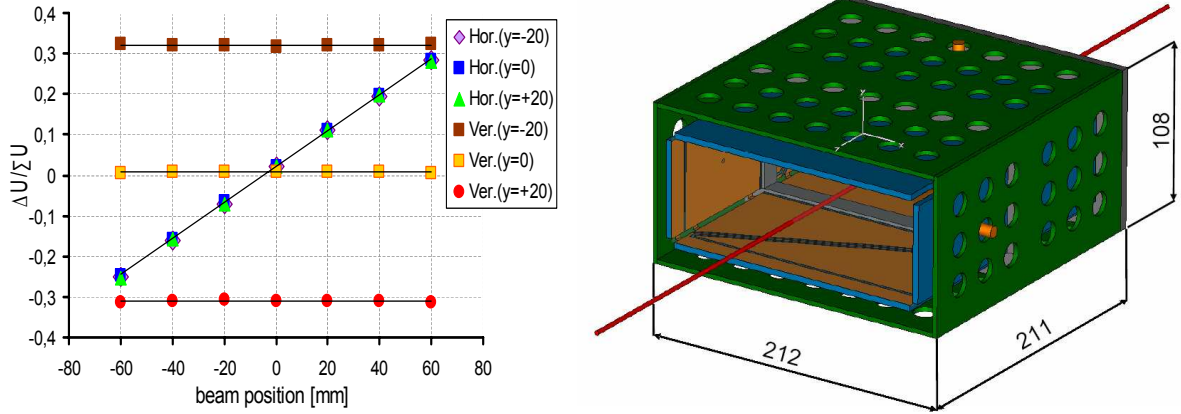 0,4
0,3
0,2
0,1
0
-0,1
-0,2
-0,3
-0,4
ΔU/∑U
-80 -60 -40 -20 0 20 40 60 80
beam position [mm]
Hor.(y=-20)
Hor.(y=0)
Hor.(y=+20)
Ver.(y=-20)
Ver.(y=0)
Ver.(y=+20)
y
x
108
212
211